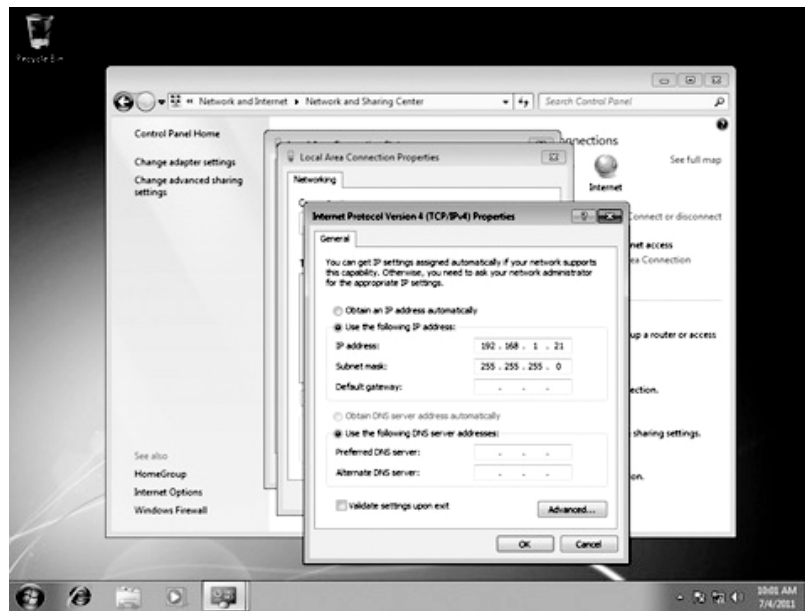 Recycle Bin
Network and Internet
Network and Sharing Center
Search Control Panel
Control Panel Home
Change adapter settings
Change advanced sharing
settings
See also
HomeGroup
Internet Options
Windows Firewall
See full map
Internet
Connect or disconnect
Local Area Connection Properties
Networking
Internet Protocol Version 4 (TCP/IPv4) Properties
General
You can get IP settings assigned automatically if your network supports
this capability. Otherwise, you need to ask your network administrator
for the appropriate IP settings.
Obtain an IP address automatically
Use the following IP address:
IP address: 192 . 168 . 1 . 21
Subnet mask: 255 . 255 . 255 . 0
Default gateway: . . .
Obtain DNS server address automatically
Use the following DNS server addresses:
Preferred DNS server: . . .
Alternate DNS server: . . .
Validate settings upon exit
Advanced...
OK Cancel
access
Connection
up a router or access
sharing settings.
10:01 AM
7/4/2011